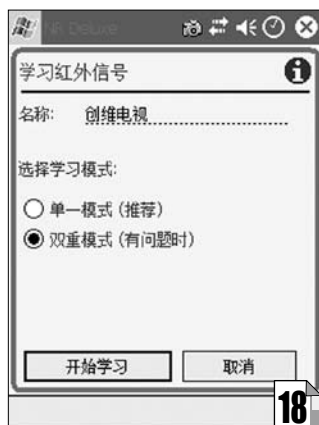 NR Deluxe
学习红外信号
名称: 创维电视
选择学习模式:
单一模式 (推荐)
双重模式 (有问题时)
开始学习 取消
18